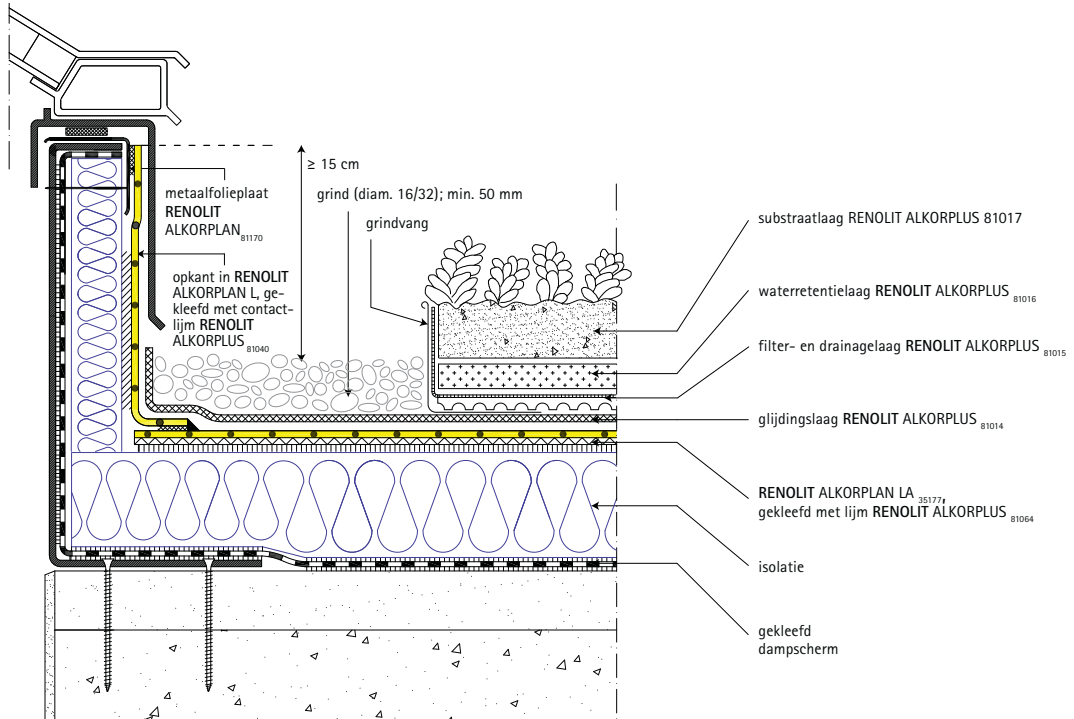 ≥ 15 cm
metaalfolieplaat
RENOLIT
ALKORPLAN 81170
grind (diam. 16/32); min. 50 mm
grindvang
opkant in RENOLIT
ALKORPLAN L, ge-
kleefd met contact-
lijm RENOLIT
ALKORPLUS 81040
substraatlaag RENOLIT ALKORPLUS 81017
waterretentielaag RENOLIT ALKORPLUS 81016
filter- en drainagelaag RENOLIT ALKORPLUS 81015
glijdingslaag RENOLIT ALKORPLUS 81014
RENOLIT ALKORPLAN LA 35177,
gekleefd met lijm RENOLIT ALKORPLUS 81064
isolatie
gekleefd
dampscherm